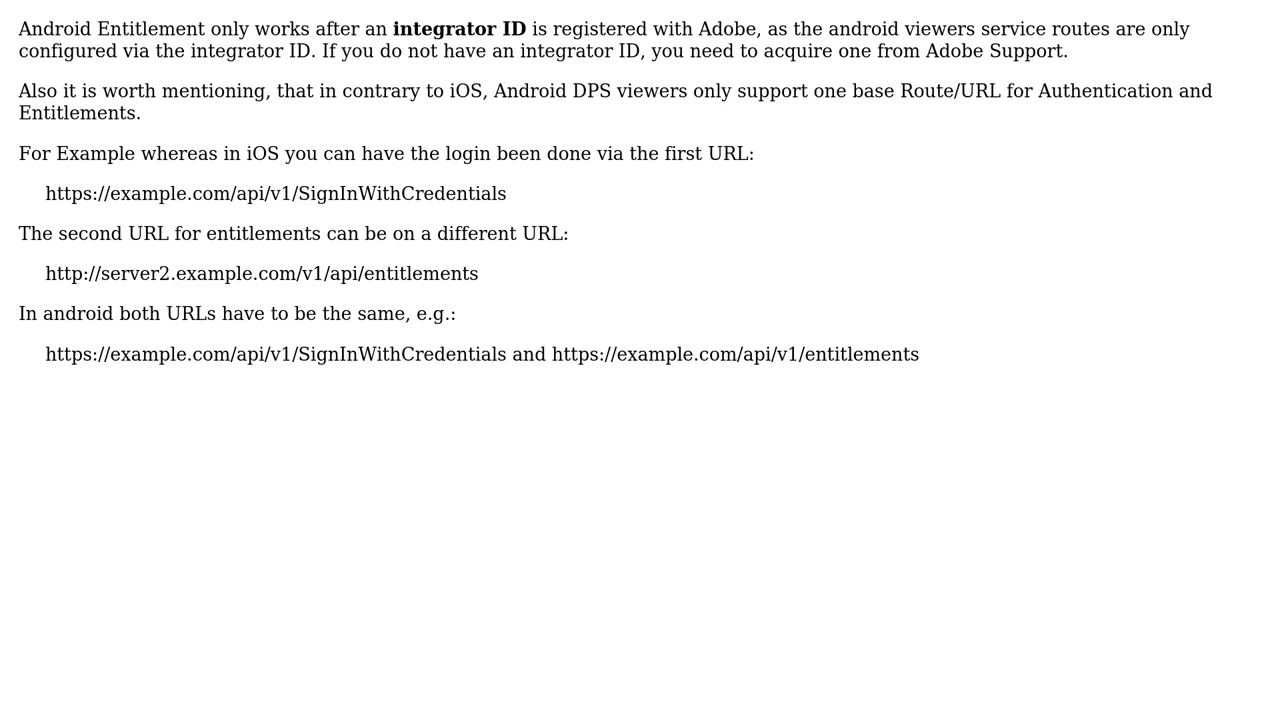 Android Entitlement only works after an integrator ID is registered with Adobe, as the android viewers service routes are only
configured via the integrator ID. If you do not have an integrator ID, you need to acquire one from Adobe Support.
Also it is worth mentioning, that in contrary to iOS, Android DPS viewers only support one base Route/URL for Authentication and
Entitlements.
For Example whereas in iOS you can have the login been done via the first URL:
https://example.com/api/v1/SignInWithCredentials
The second URL for entitlements can be on a different URL:
http://server2.example.com/v1/api/entitlements
In android both URLs have to be the same, e.g.:
https://example.com/api/v1/SignInWithCredentials and https://example.com/api/v1/entitlements